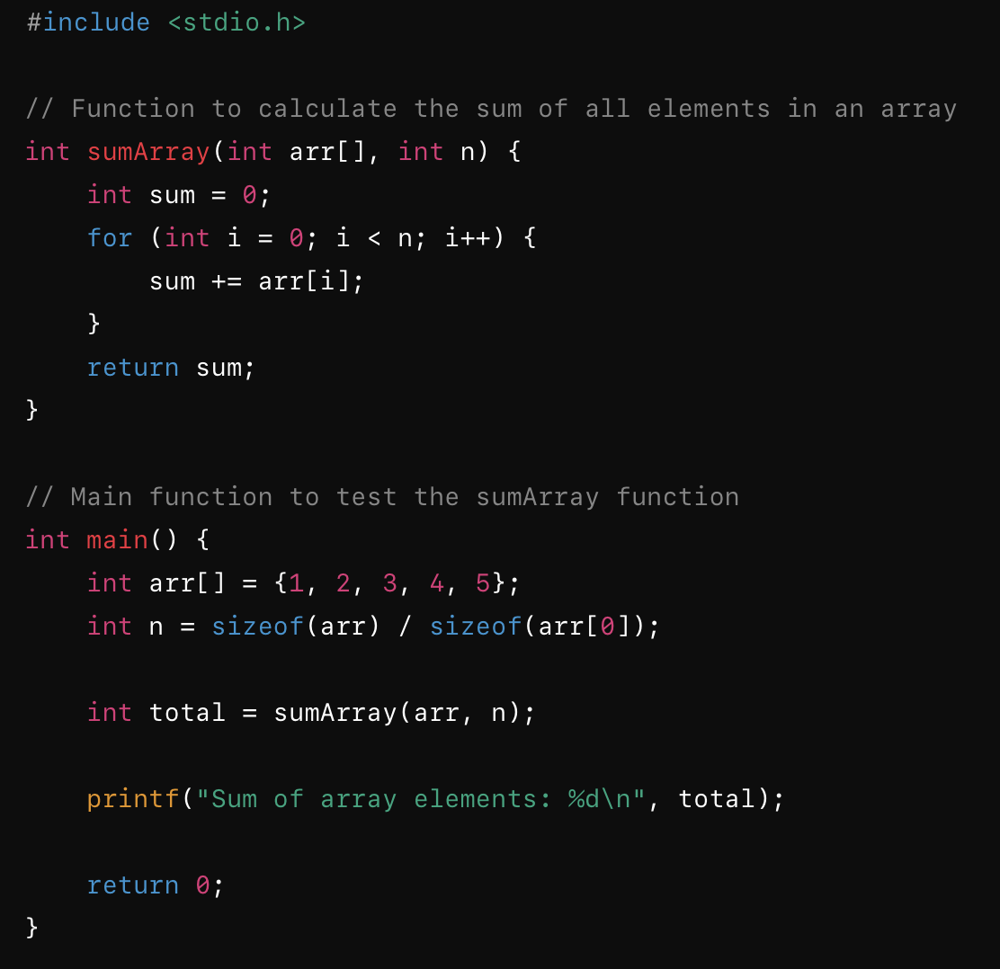 #include <stdio.h>

// Function to calculate the sum of all elements in an array
int sumArray(int arr[], int n) {
    int sum = 0;
    for (int i = 0; i < n; i++) {
        sum += arr[i];
    }
    return sum;
}

// Main function to test the sumArray function
int main() {
    int arr[] = {1, 2, 3, 4, 5};
    int n = sizeof(arr) / sizeof(arr[0]);

    int total = sumArray(arr, n);

    printf("Sum of array elements: %d\n", total);

    return 0;
}